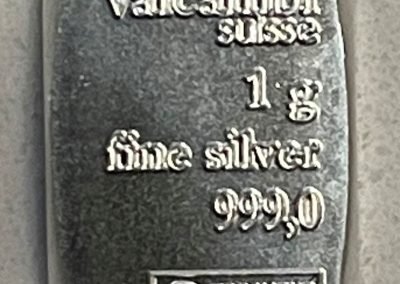 suisse
1 g
fine silver
999,0